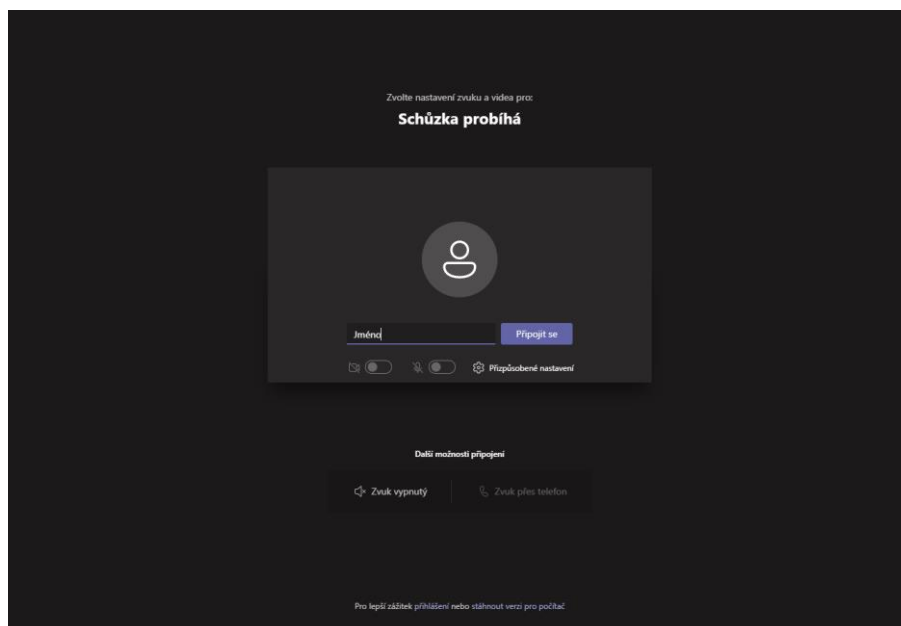 Zvolte nastavení zvuku a videa pro:
Schůzka probíhá
Jméno
Připojit se
Přizpůsobené nastavení
Další možnosti připojení
Zvuk vypnutý
Zvuk přes telefon
Pro lepší zážitek přihlášení nebo stáhnout verzi pro počítač